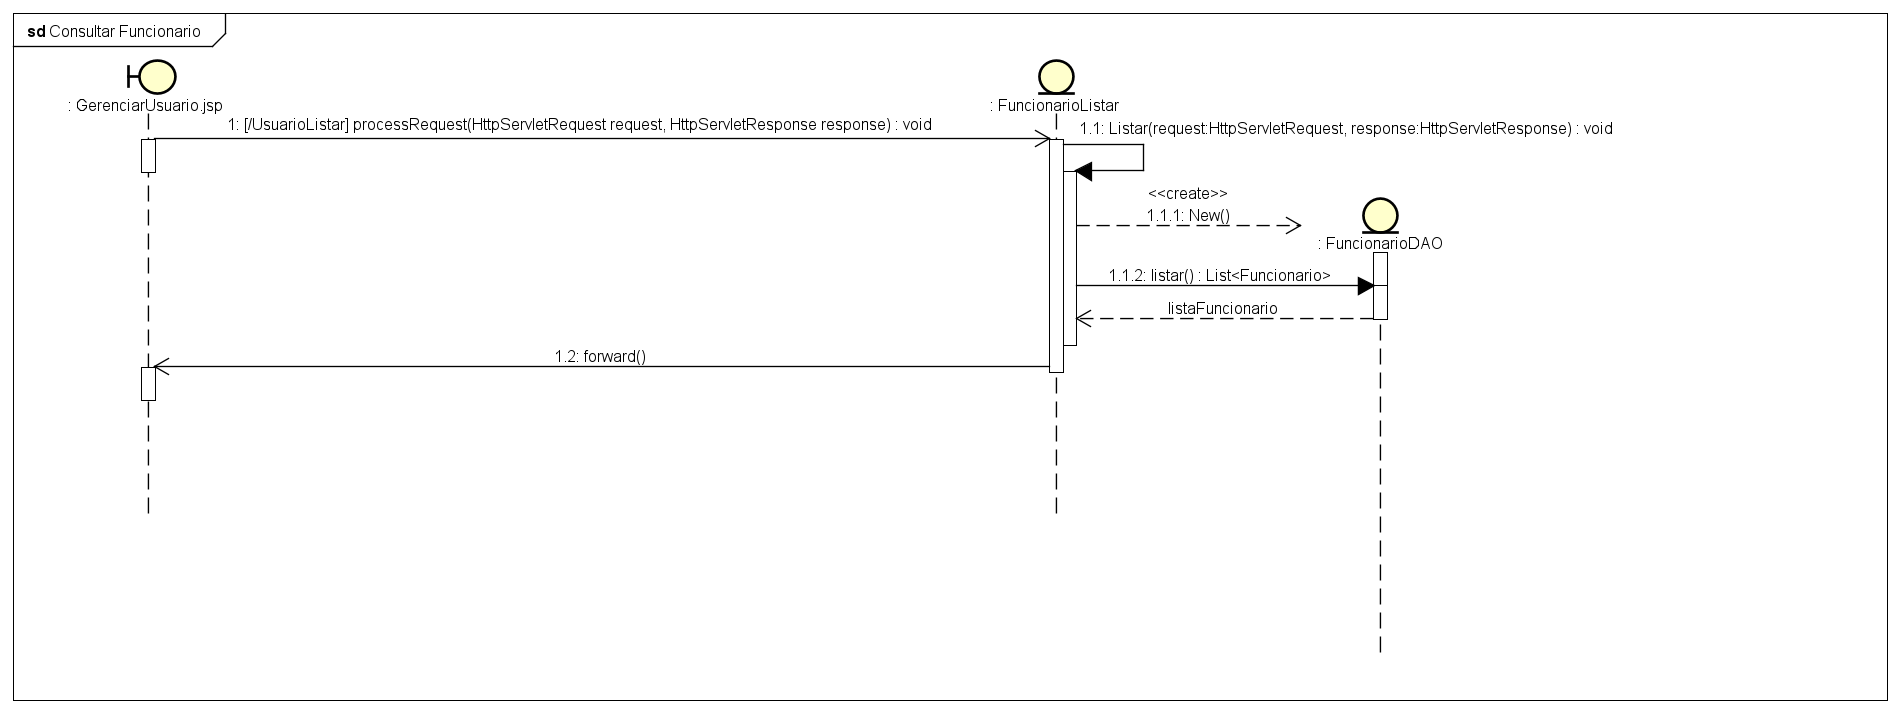 sd Consultar Funcionario
: GerenciarUsuario.jsp
: FuncionarioListar
1: [/UsuarioListar] processRequest(HttpServletRequest request, HttpServletResponse response) : void
1.1: Listar(request:HttpServletRequest, response:HttpServletResponse) : void
<<create>>
1.1.1: New()
: FuncionarioDAO
1.1.2: listar() : List<Funcionario>
listaFuncionario
1.2: forward()